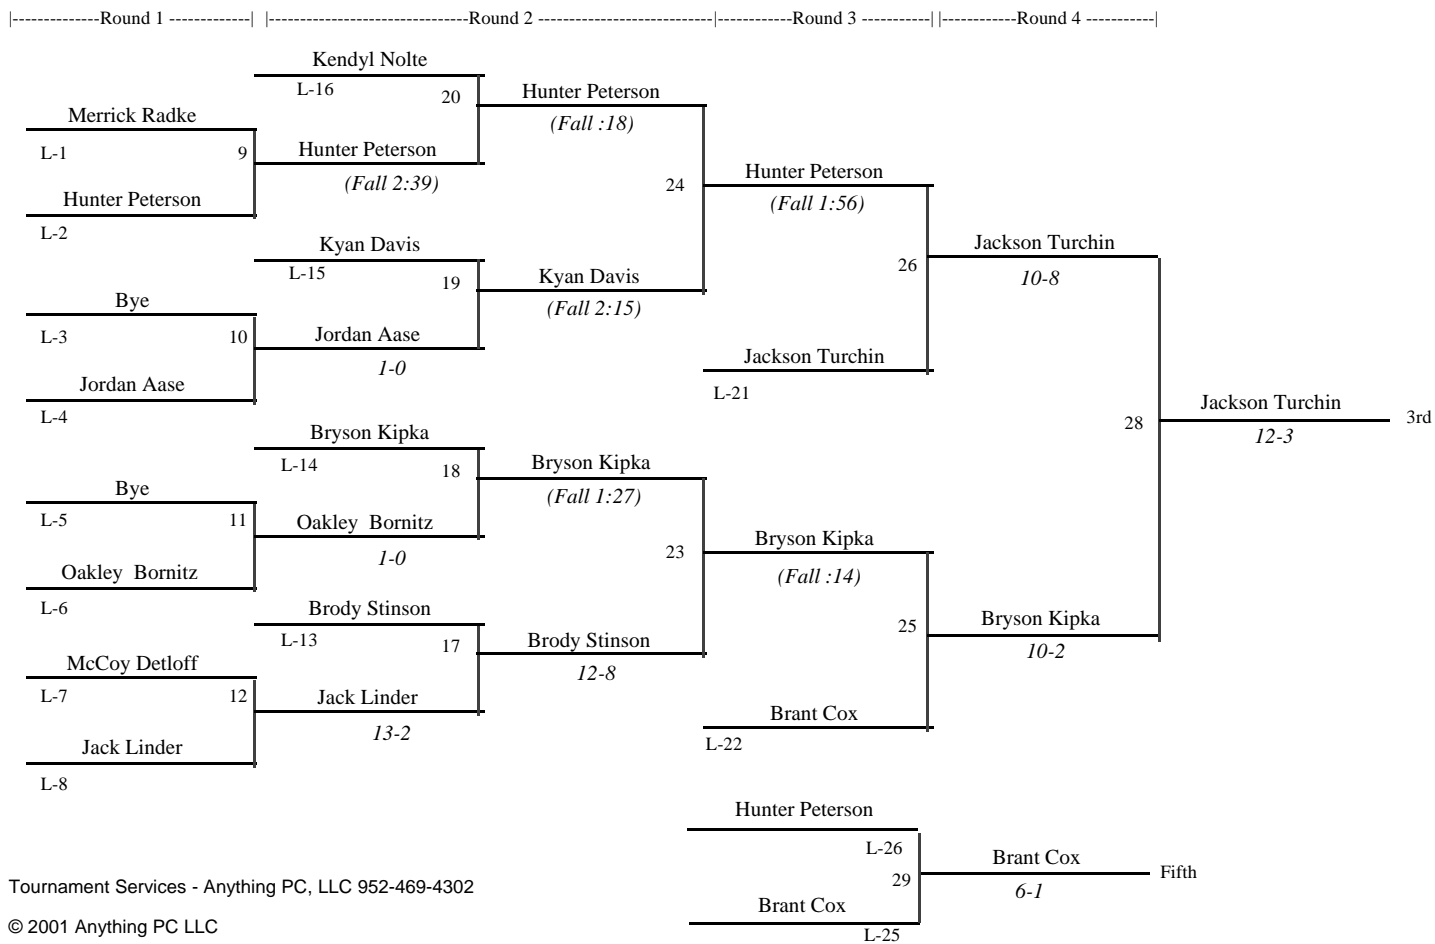 |-------------Round 1 -------------| |-------------------------------Round 2 ---------------------------|------------Round 3 -----------| |------------Round 4 -----------|
Kendyl Nolte
L-16
20
Hunter Peterson
(Fall :18)
Merrick Radke
L-1
9
Hunter Peterson
(Fall 2:39)
Hunter Peterson
L-2
24
Hunter Peterson
(Fall 1:56)
Kyan Davis
L-15
19
Kyan Davis
(Fall 2:15)
Bye
L-3
10
Jordan Aase
1-0
Jordan Aase
L-4
26
Jackson Turchin
10-8
Jackson Turchin
L-21
Bryson Kipka
L-14
18
Bryson Kipka
(Fall 1:27)
Bye
L-5
11
Oakley  Bornitz
1-0
Oakley  Bornitz
L-6
28
Jackson Turchin
12-3
3rd
23
Bryson Kipka
(Fall :14)
Brody Stinson
L-13
17
Brody Stinson
12-8
McCoy Detloff
L-7
12
Jack Linder
13-2
Jack Linder
L-8
25
Bryson Kipka
10-2
Brant Cox
L-22
Hunter Peterson
L-26
29
Brant Cox
6-1
Fifth
Brant Cox
L-25
Tournament Services - Anything PC, LLC 952-469-4302
© 2001 Anything PC LLC